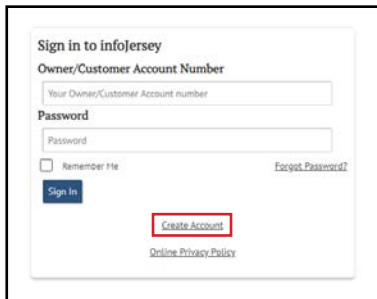 Sign in to infoJersey
Owner/Customer Account Number
Your Owner/Customer Account number
Password
Password
Remember Me Forgot Password?
Sign In
Create Account
Online Privacy Policy